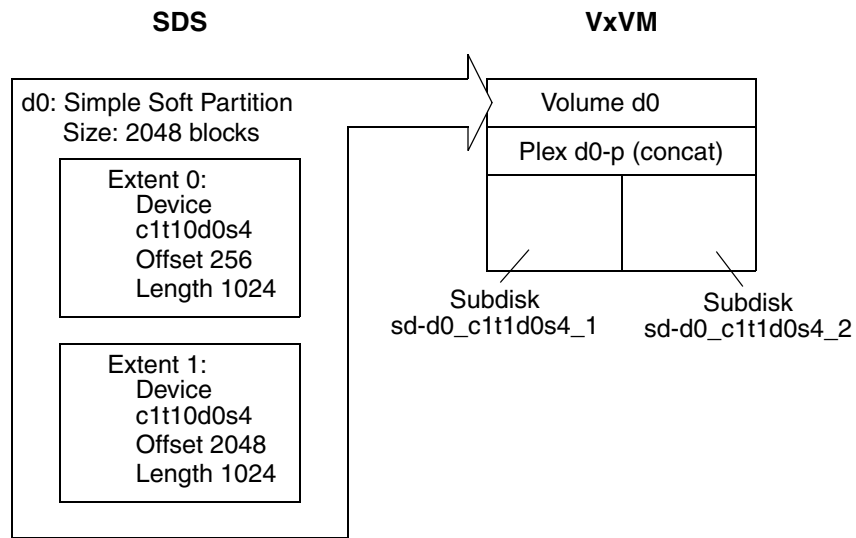 SDS
VxVM
d0: Simple Soft Partition
Size: 2048 blocks
Extent 0:
Device
c1t10d0s4
Offset 256
Length 1024
Extent 1:
Device
c1t10d0s4
Offset 2048
Length 1024
Volume d0
Plex d0-p (concat)
Subdisk
sd-d0_c1t1d0s4_1
Subdisk
sd-d0_c1t1d0s4_2